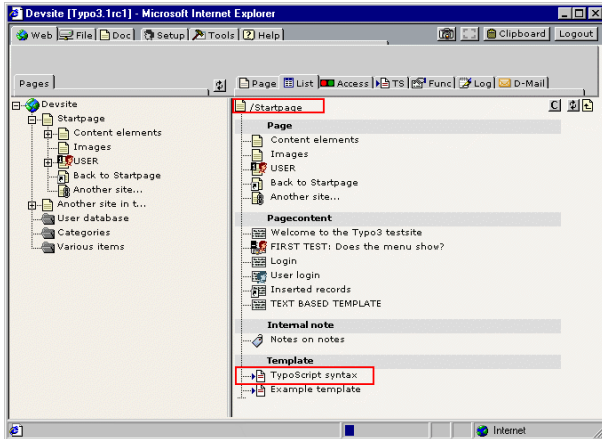 Devsite [Typo3.1rc1] - Microsoft Internet Explorer
Web File Doc Setup Tools Help Clipboard Logout
Pages Page List Access TS Func Log D-Mail
Devsite
Startpage
Content elements
Images
USER
Back to Startpage
Another site...
Another site in t...
User database
Categories
Various items
/Startpage C
Page
Content elements
Images
USER
Back to Startpage
Another site...
Pagecontent
Welcome to the Typo3 testsite
FIRST TEST: Does the menu show?
Login
User login
Inserted records
TEXT BASED TEMPLATE
Internal note
Notes on notes
Template
TypoScript syntax
Example template
Internet